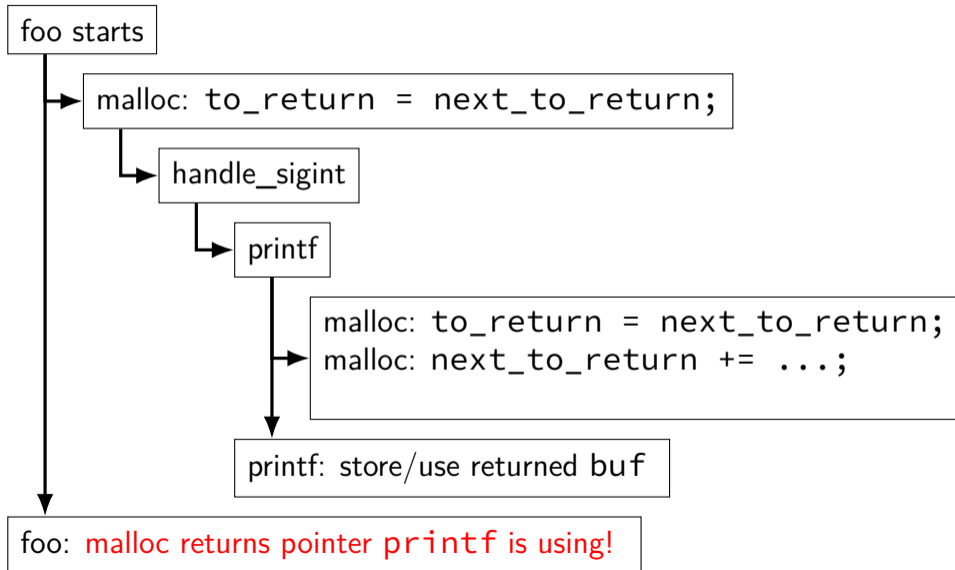 foo starts
malloc: to_return = next_to_return;
handle_sigint
printf
malloc: to_return = next_to_return;
malloc: next_to_return += ...;
printf: store/use returned buf
foo: malloc returns pointer printf is using!